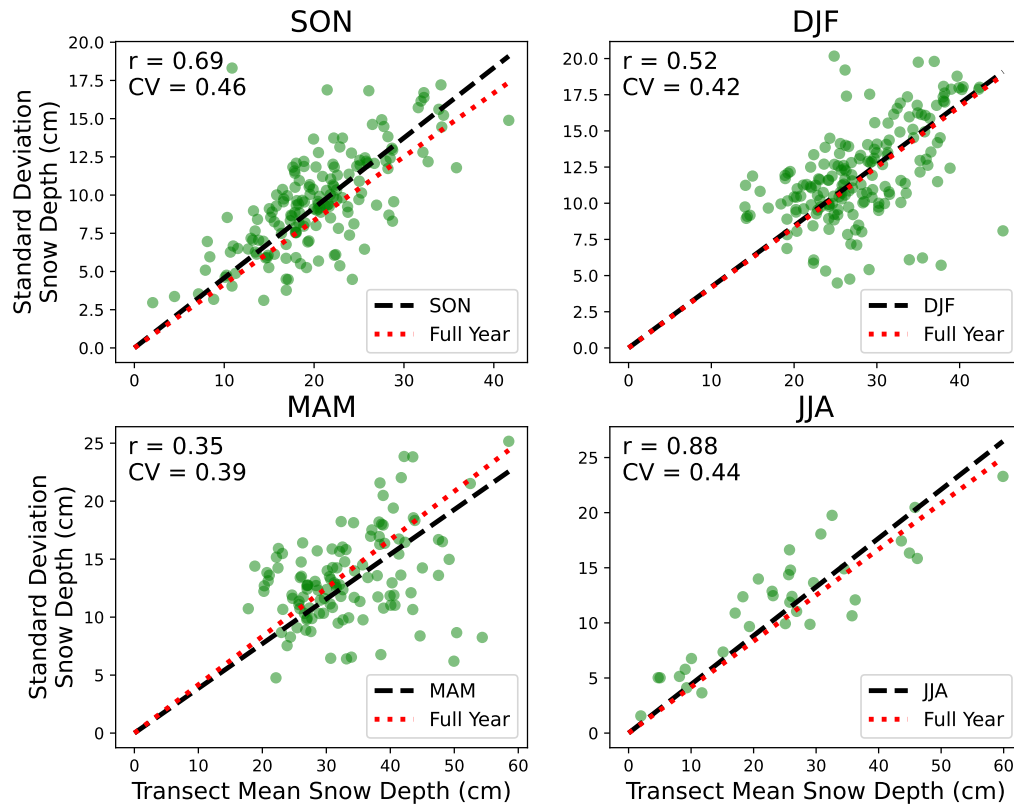 SON
r = 0.69
CV = 0.46
Standard Deviation
Snow Depth (cm)
20.0
17.5
15.0
12.5
10.0
7.5
5.0
2.5
0.0
0 10 20 30 40
SON
Full Year
DJF
r = 0.52
CV = 0.42
20.0
17.5
15.0
12.5
10.0
7.5
5.0
2.5
0.0
0 10 20 30 40
DJF
Full Year
MAM
r = 0.35
CV = 0.39
Standard Deviation
Snow Depth (cm)
25
20
15
10
5
0
0 10 20 30 40 50 60
Transect Mean Snow Depth (cm)
MAM
Full Year
JJA
r = 0.88
CV = 0.44
25
20
15
10
5
0
0 10 20 30 40 50 60
Transect Mean Snow Depth (cm)
JJA
Full Year